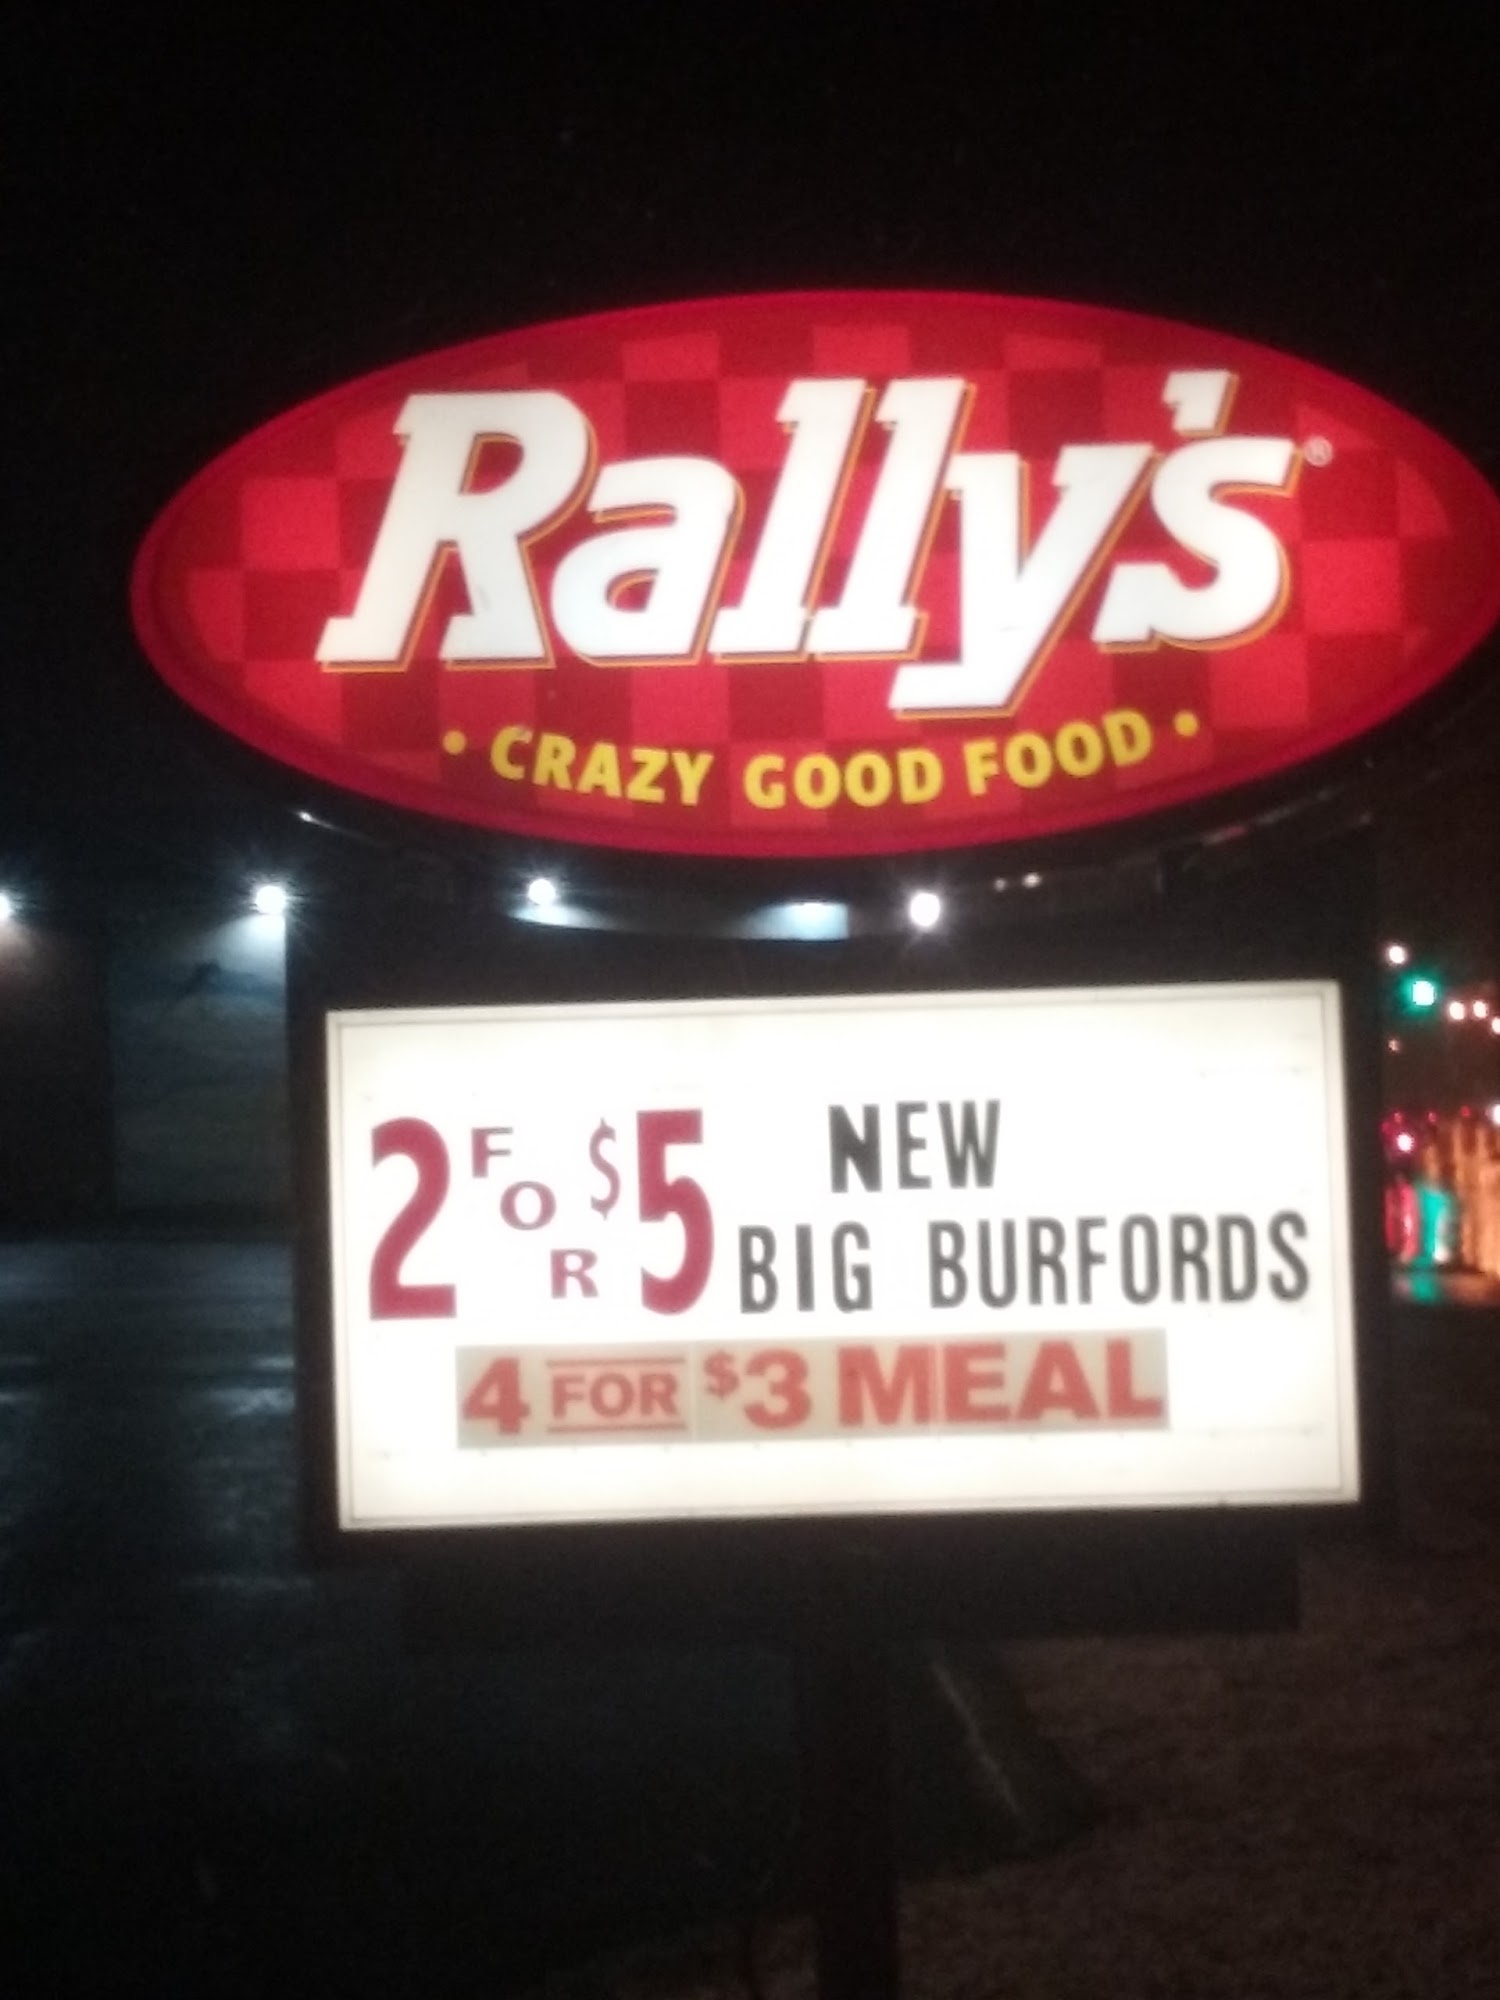 Rally's®
• CRAZY GOOD FOOD •
2 FOR $5 NEW
BIG BURFORDS
4 FOR $3 MEAL